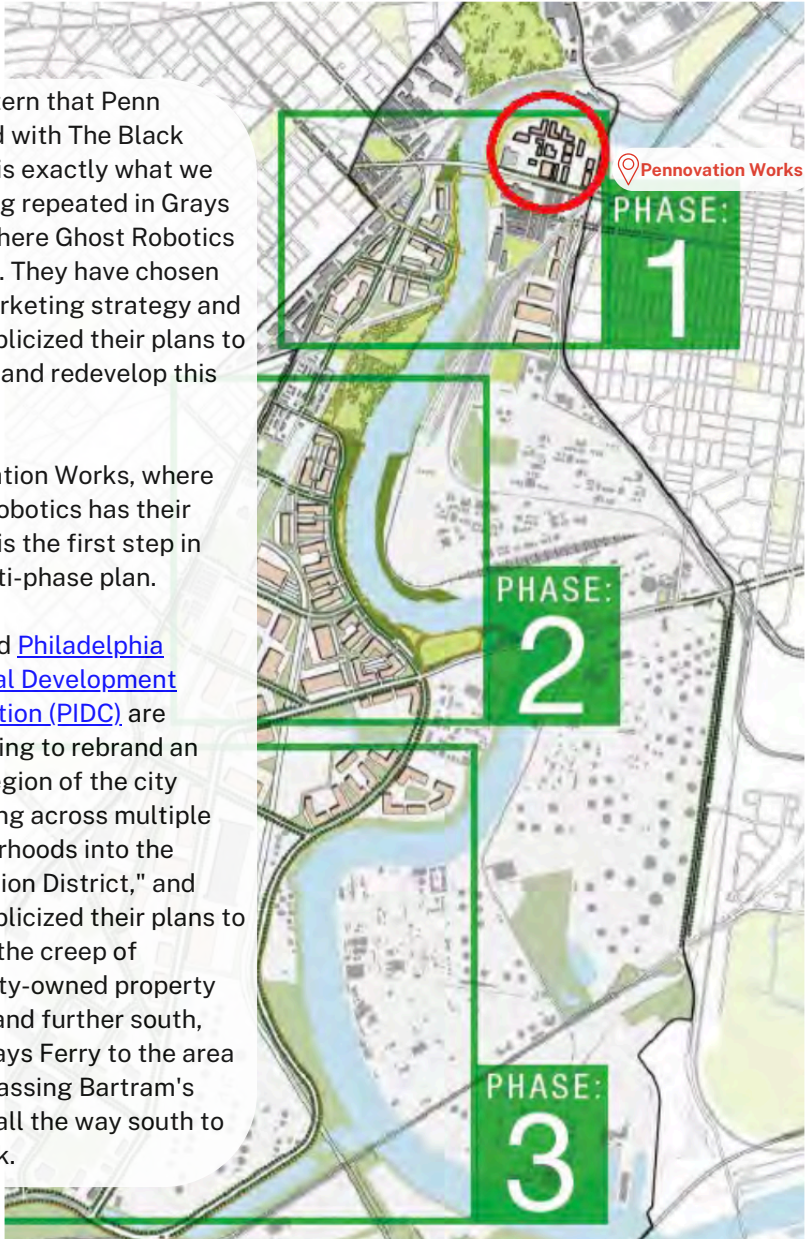 tern that Penn
d with The Black
is exactly what we
g repeated in Grays
here Ghost Robotics
. They have chosen
rketing strategy and
blicized their plans to
and redevelop this
ation Works, where
obotics has their
is the first step in
ti-phase plan.
d Philadelphia
al Development
tion (PIDC) are
ing to rebrand an
egion of the city
ng across multiple
rhoods into the
ion District," and
blicized their plans to
the creep of
ty-owned property
and further south,
ays Ferry to the area
assing Bartram's
all the way south to
k.
Pennovation Works
PHASE:
1
PHASE:
2
PHASE:
3